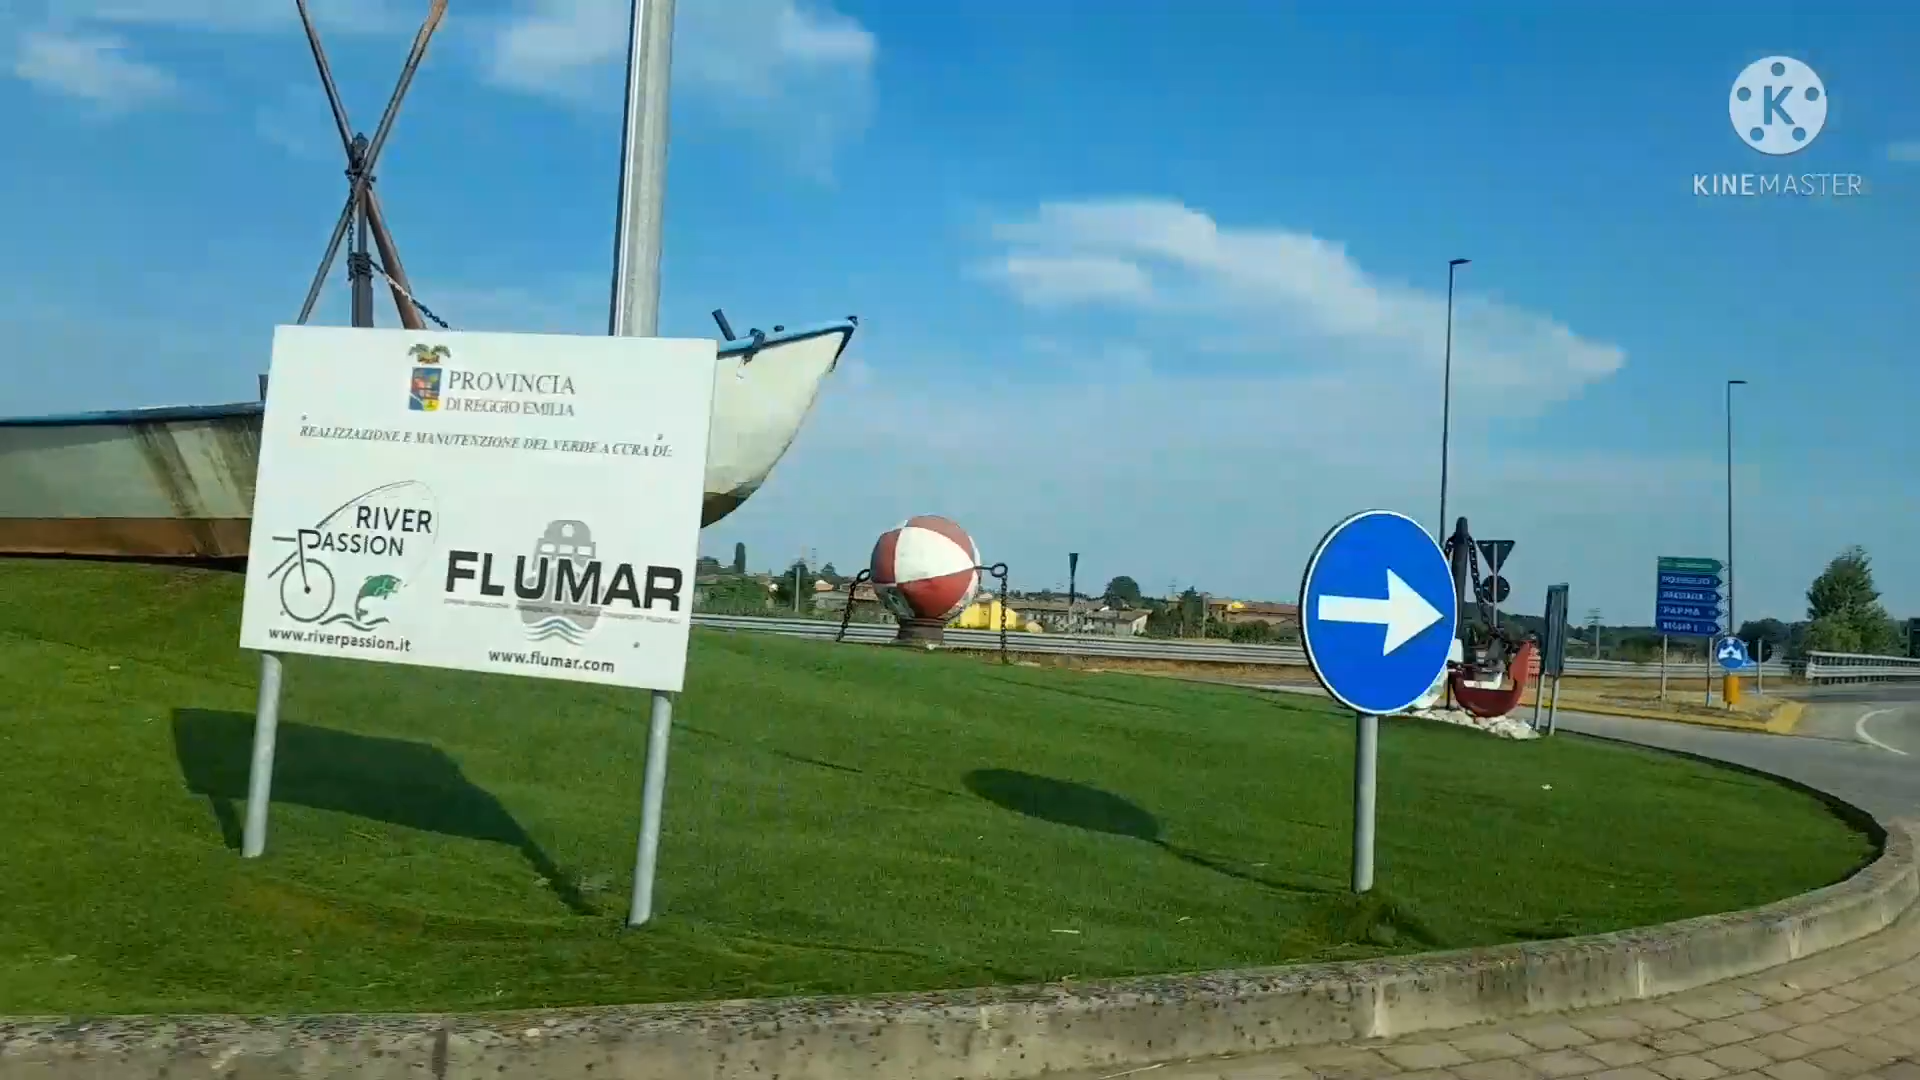 PROVINCIA
DI REGGIO EMILIA
REALIZZAZIONE E MANUTENZIONE DEL VERDE A CURA DI:
RIVER
PASSION
www.riverpassion.it
FLUMAR
www.flumar.com
K
KINEMASTER
PARMA
REGGIO E.